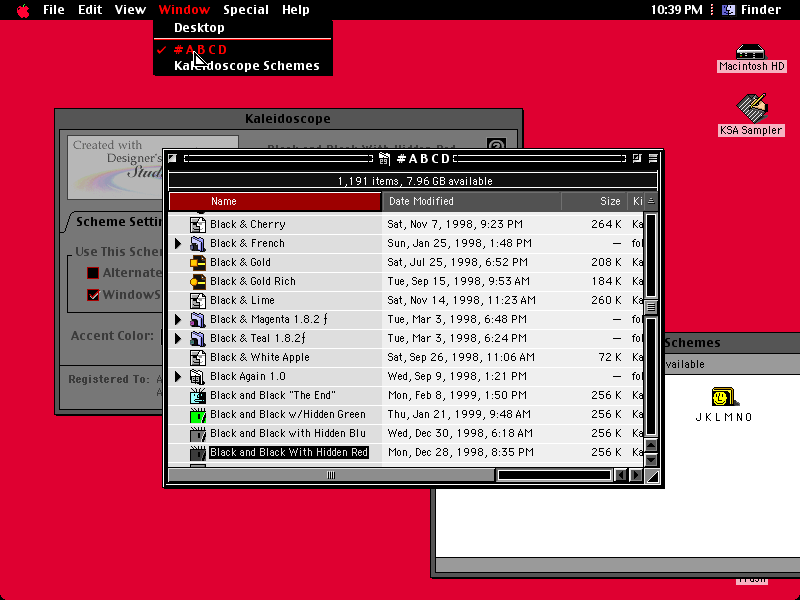 File Edit View Window Special Help 10:39 PM Finder
Desktop
✓ #ABCD
Kaleidoscope Schemes
Macintosh HD
KSA Sampler
Kaleidoscope
Created with
Designer's
Stud
Black and Black With Hidden Red
#ABCD
1,191 items, 7.96 GB available
Name Date Modified Size Ki
Black & Cherry Sat, Nov 7, 1998, 9:23 PM 264 K Ka
Black & French Sun, Jan 25, 1998, 1:48 PM — fol
Black & Gold Sat, Jul 25, 1998, 6:52 PM 208 K Ka
Black & Gold Rich Tue, Sep 15, 1998, 9:53 AM 184 K Ka
Black & Lime Sat, Nov 14, 1998, 11:23 AM 260 K Ka
Black & Magenta 1.8.2 ƒ Tue, Mar 3, 1998, 6:48 PM — fol
Black & Teal 1.8.2ƒ Tue, Mar 3, 1998, 6:24 PM — fol
Black & White Apple Sat, Sep 26, 1998, 11:06 AM 72 K Ka
Black Again 1.0 Wed, Sep 9, 1998, 1:21 PM — fol
Black and Black "The End" Mon, Feb 8, 1999, 1:50 PM 256 K Ka
Black and Black w/Hidden Green Thu, Jan 21, 1999, 9:48 AM 256 K Ka
Black and Black with Hidden Blu Wed, Dec 30, 1998, 6:18 AM 256 K Ka
Black and Black With Hidden Red Mon, Dec 28, 1998, 8:35 PM 256 K Ka
Scheme Settin
Use This Schem
Alternate
WindowS
Accent Color:
Registered To: A
A
Schemes
vailable
JKLMNO
Trash